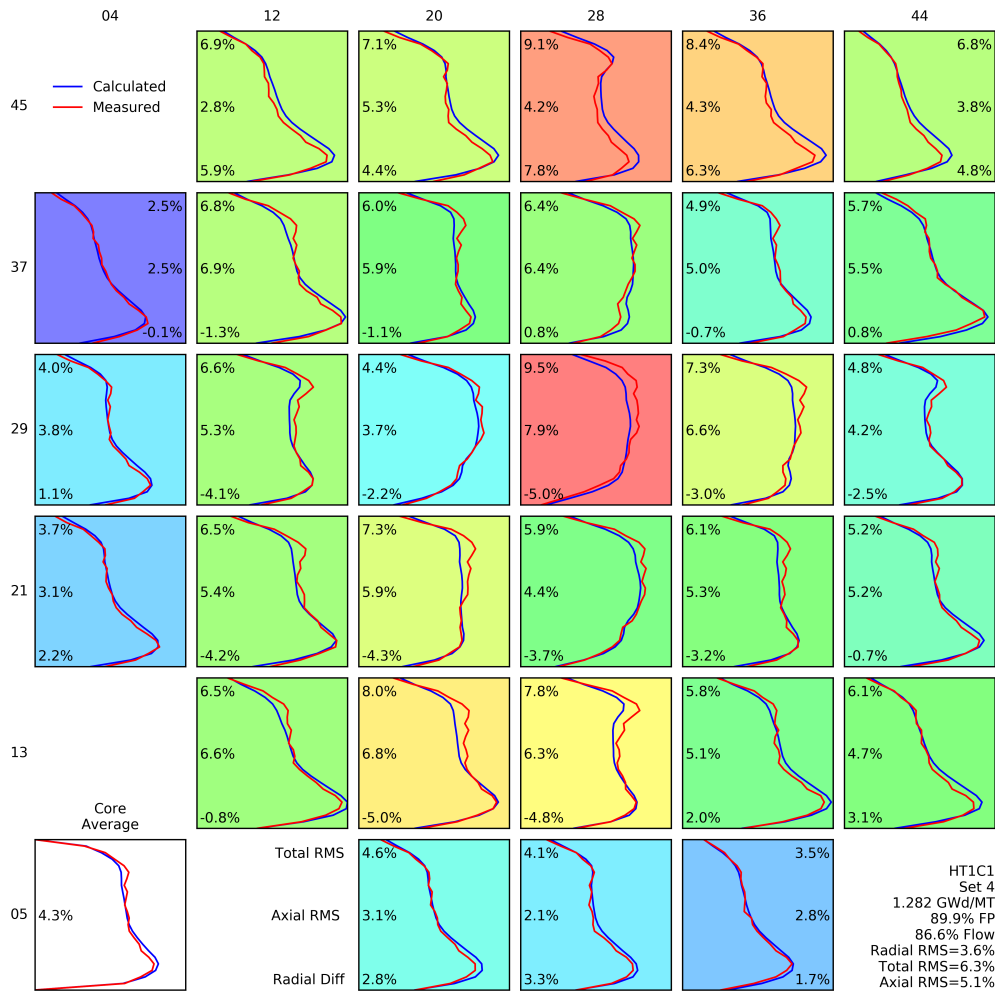 04 12 20 28 36 44
6.9% 7.1% 9.1% 8.4% 6.8%
Calculated
45 Measured 2.8% 5.3% 4.2% 4.3% 3.8%
5.9% 4.4% 7.8% 6.3% 4.8%
2.5% 6.8% 6.0% 6.4% 4.9% 5.7%
37 2.5% 6.9% 5.9% 6.4% 5.0% 5.5%
-0.1% -1.3% -1.1% 0.8% -0.7% 0.8%
4.0% 6.6% 4.4% 9.5% 7.3% 4.8%
29 3.8% 5.3% 3.7% 7.9% 6.6% 4.2%
1.1% -4.1% -2.2% -5.0% -3.0% -2.5%
3.7% 6.5% 7.3% 5.9% 6.1% 5.2%
21 3.1% 5.4% 5.9% 4.4% 5.3% 5.2%
2.2% -4.2% -4.3% -3.7% -3.2% -0.7%
6.5% 8.0% 7.8% 5.8% 6.1%
13 6.6% 6.8% 6.3% 5.1% 4.7%
-0.8% -5.0% -4.8% 2.0% 3.1%
Core
Average
Total RMS 4.6% 4.1% 3.5%
05 4.3% Axial RMS 3.1% 2.1% 2.8%
Radial Diff 2.8% 3.3% 1.7%
HT1C1
Set 4
1.282 GWd/MT
89.9% FP
86.6% Flow
Radial RMS=3.6%
Total RMS=6.3%
Axial RMS=5.1%